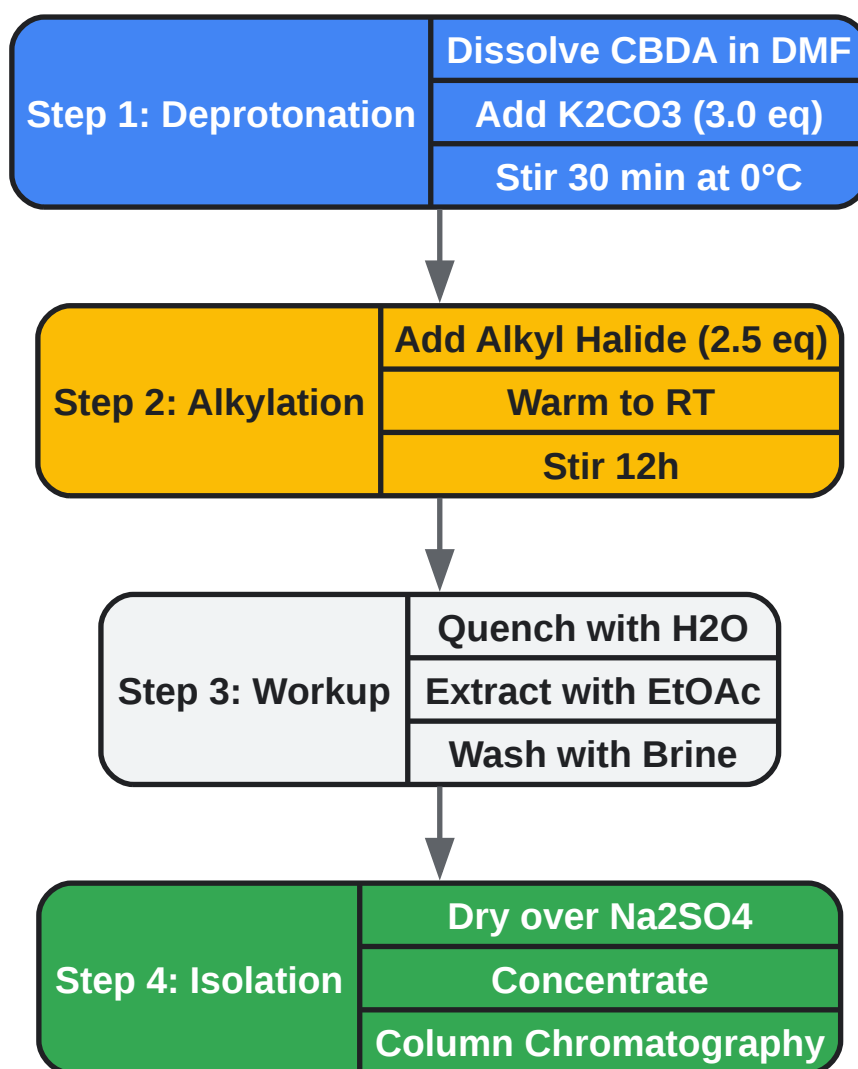 Step 1: Deprotonation
Dissolve CBDA in DMF
Add K2CO3 (3.0 eq)
Stir 30 min at 0°C
Step 2: Alkylation
Add Alkyl Halide (2.5 eq)
Warm to RT
Stir 12h
Step 3: Workup
Quench with H2O
Extract with EtOAc
Wash with Brine
Step 4: Isolation
Dry over Na2SO4
Concentrate
Column Chromatography